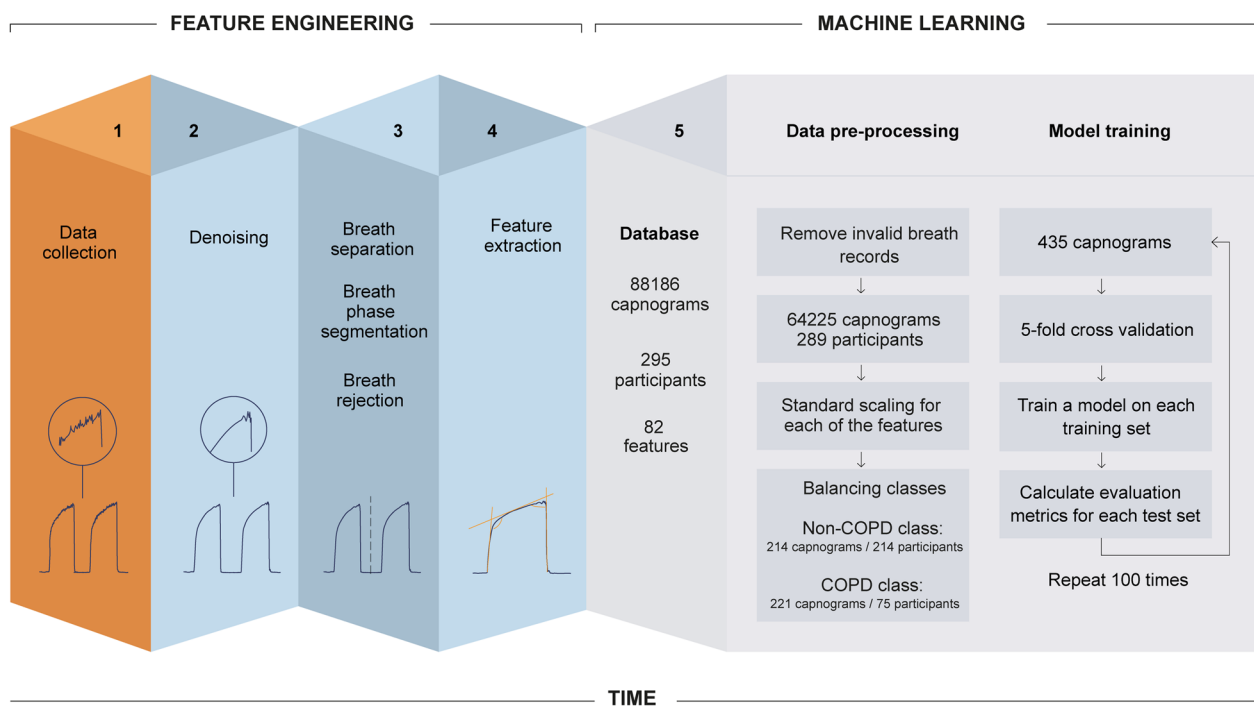 FEATURE ENGINEERING
MACHINE LEARNING
1
2
3
4
5
Data pre-processing
Model training
Data
collection
Denoising
Breath
separation
Breath
phase
segmentation
Breath
rejection
Feature
extraction
Database
88186
capnograms
295
participants
82
features
Remove invalid breath
records
64225 capnograms
289 participants
Standard scaling for
each of the features
Balancing classes
Non-COPD class:
214 capnograms / 214 participants
COPD class:
221 capnograms / 75 participants
435 capnograms
5-fold cross validation
Train a model on each
training set
Calculate evaluation
metrics for each test set
Repeat 100 times
TIME